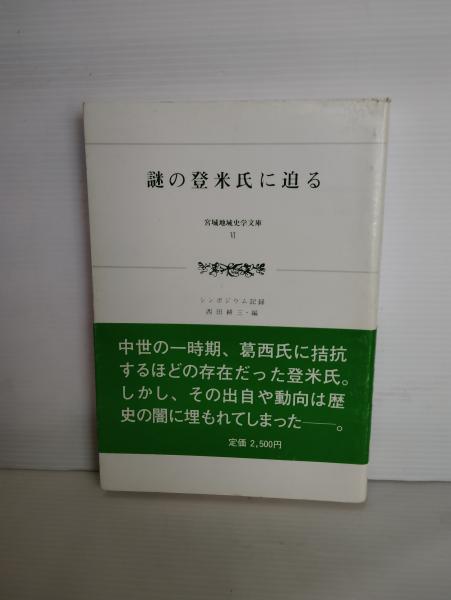 謎の登米氏に迫る
宮城地域史学文庫
Ⅵ
シンポジウム記録
西田耕三・編
中世の一時期、葛西氏に拮抗
するほどの存在だった登米氏。
しかし、その出自や動向は歴
史の闇に埋もれてしまった――。
定価 2,500円